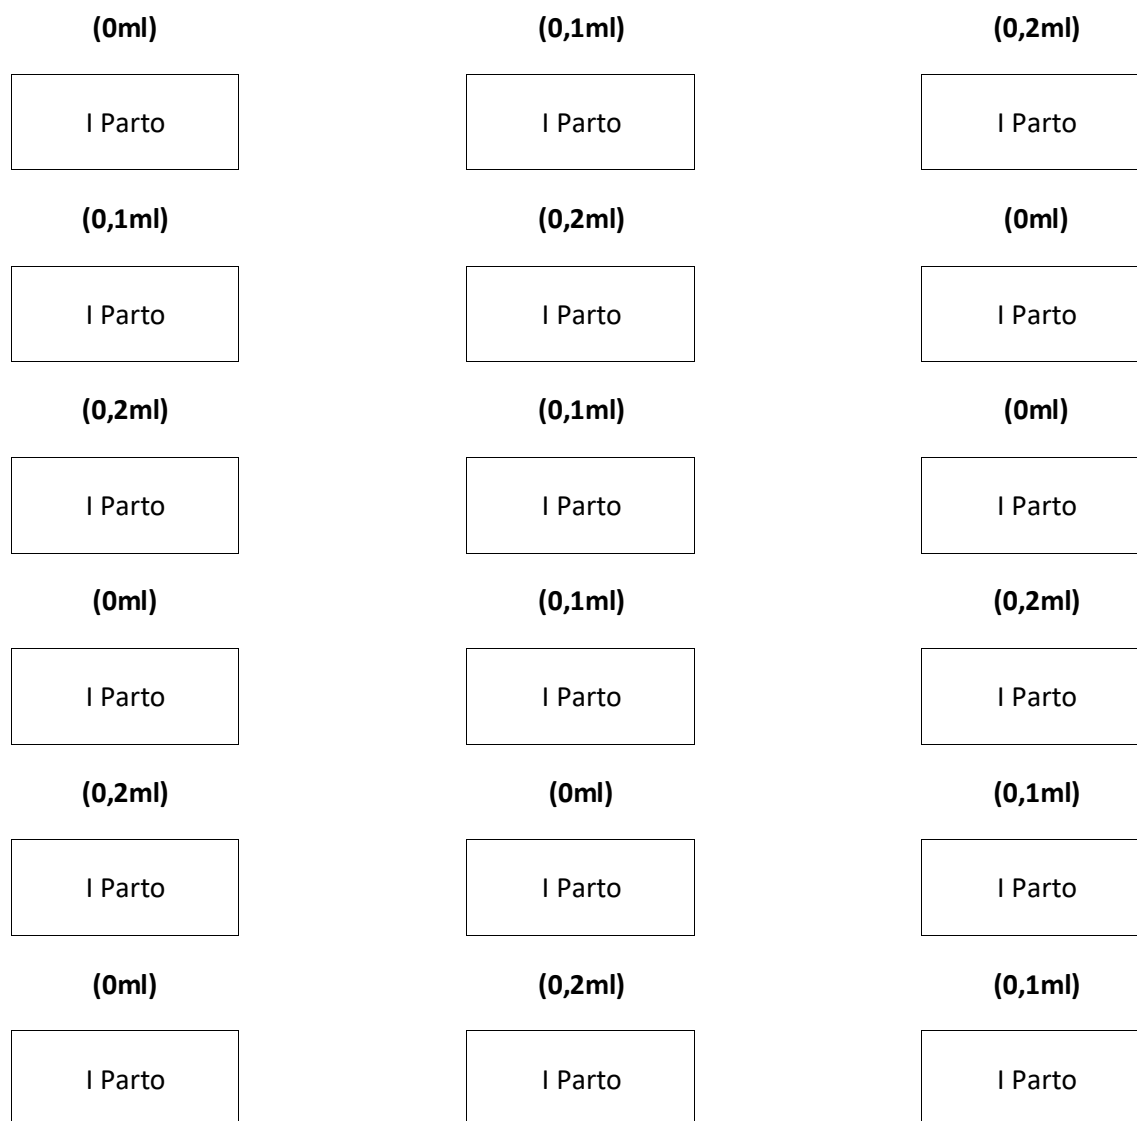 (0ml) (0,1ml) (0,2ml)
I Parto I Parto I Parto
(0,1ml) (0,2ml) (0ml)
I Parto I Parto I Parto
(0,2ml) (0,1ml) (0ml)
I Parto I Parto I Parto
(0ml) (0,1ml) (0,2ml)
I Parto I Parto I Parto
(0,2ml) (0ml) (0,1ml)
I Parto I Parto I Parto
(0ml) (0,2ml) (0,1ml)
I Parto I Parto I Parto